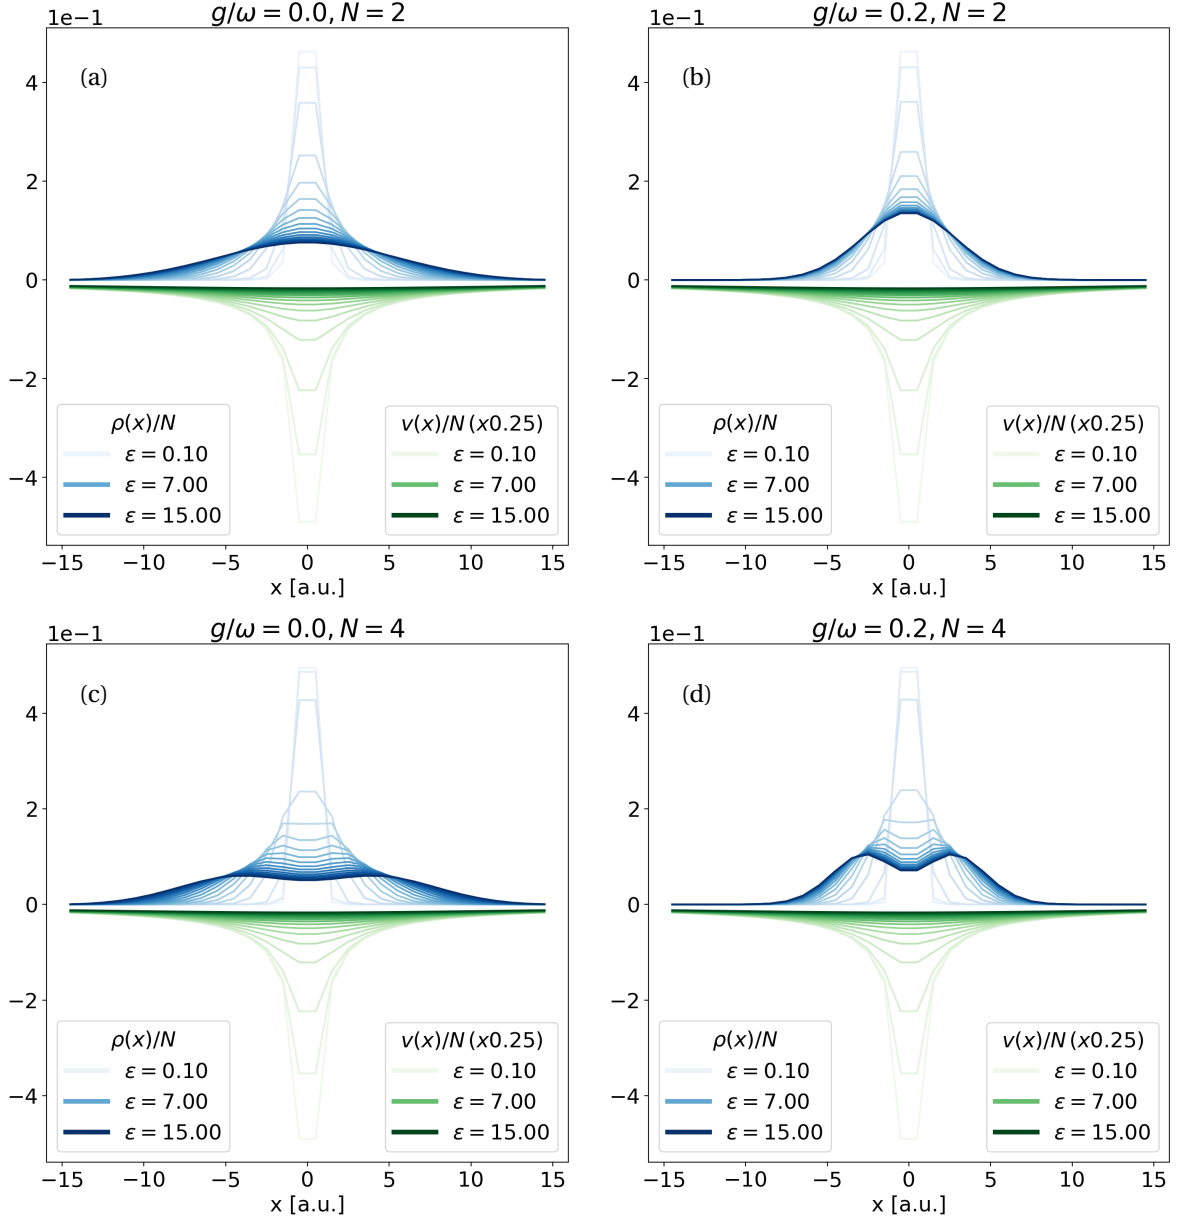 1e−1
g/ω = 0.0, N = 2
(a)
4
2
0
−2
−4
ρ(x)/N
ε = 0.10
ε = 7.00
ε = 15.00
v(x)/N (x0.25)
ε = 0.10
ε = 7.00
ε = 15.00
−15 −10 −5 0 5 10 15
x [a.u.]
1e−1
g/ω = 0.2, N = 2
(b)
4
2
0
−2
−4
ρ(x)/N
ε = 0.10
ε = 7.00
ε = 15.00
v(x)/N (x0.25)
ε = 0.10
ε = 7.00
ε = 15.00
−15 −10 −5 0 5 10 15
x [a.u.]
1e−1
g/ω = 0.0, N = 4
(c)
4
2
0
−2
−4
ρ(x)/N
ε = 0.10
ε = 7.00
ε = 15.00
v(x)/N (x0.25)
ε = 0.10
ε = 7.00
ε = 15.00
−15 −10 −5 0 5 10 15
x [a.u.]
1e−1
g/ω = 0.2, N = 4
(d)
4
2
0
−2
−4
ρ(x)/N
ε = 0.10
ε = 7.00
ε = 15.00
v(x)/N (x0.25)
ε = 0.10
ε = 7.00
ε = 15.00
−15 −10 −5 0 5 10 15
x [a.u.]